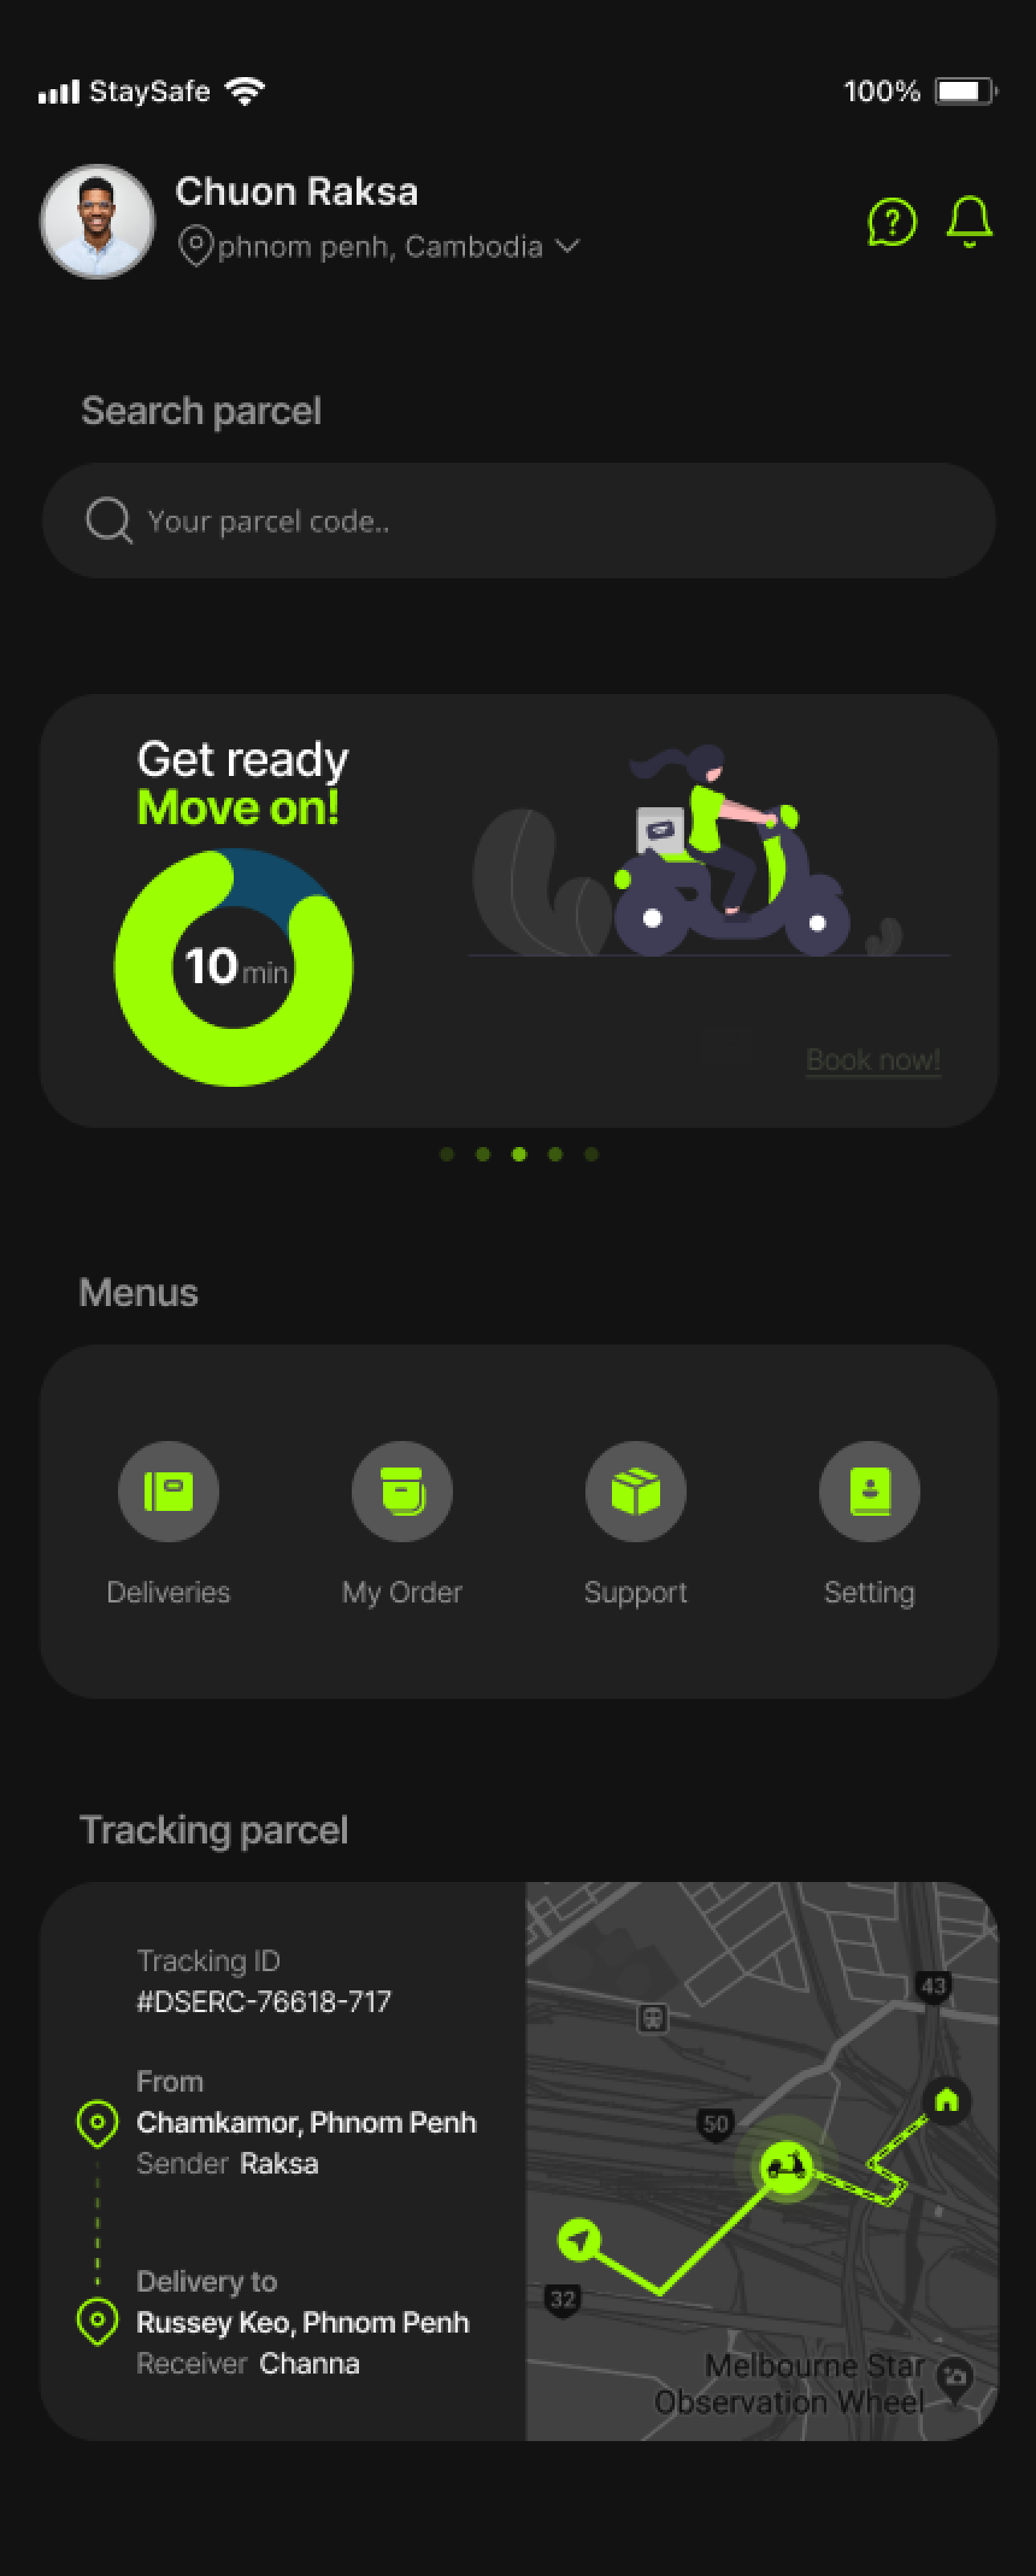 StaySafe 100%
Chuon Raksa
phnom penh, Cambodia
Search parcel
Your parcel code..
Get ready
Move on!
10 min
Book now!
Menus
Deliveries My Order Support Setting
Tracking parcel
Tracking ID
#DSERC-76618-717
From
Chamkamor, Phnom Penh
Sender Raksa
Delivery to
Russey Keo, Phnom Penh
Receiver Channa
43
50
32
Melbourne Star
Observation Wheel